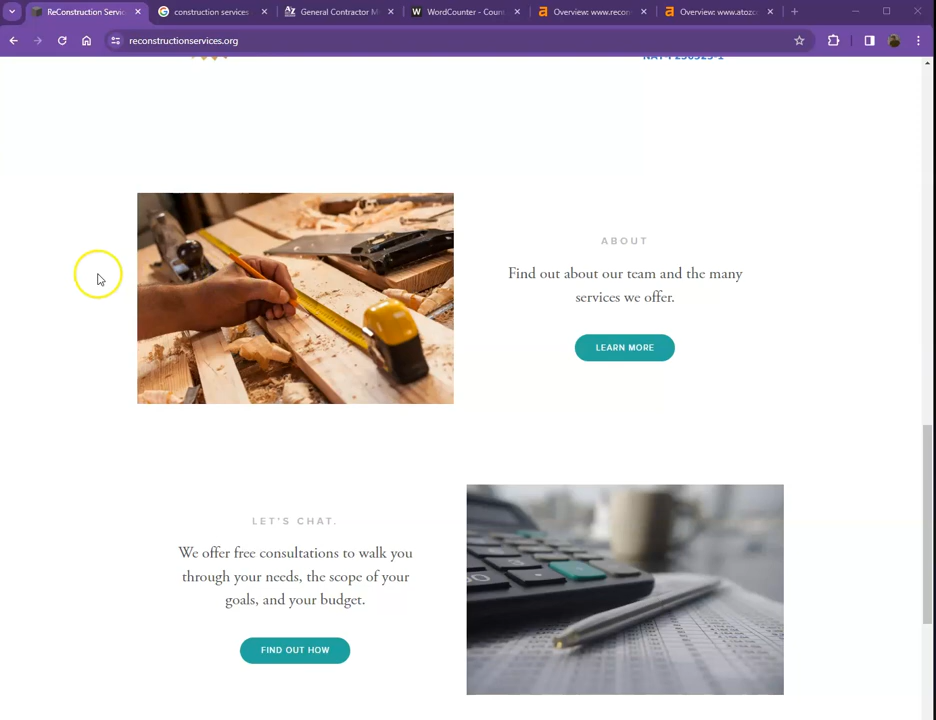 ReConstruction Servic
construction services
General Contractor M
WordCounter - Coun
Overview: www.recon
Overview: www.atozc
reconstructionservices.org
ABOUT
Find out about our team and the many
services we offer.
LEARN MORE
LET'S CHAT.
We offer free consultations to walk you
through your needs, the scope of your
goals, and your budget.
FIND OUT HOW